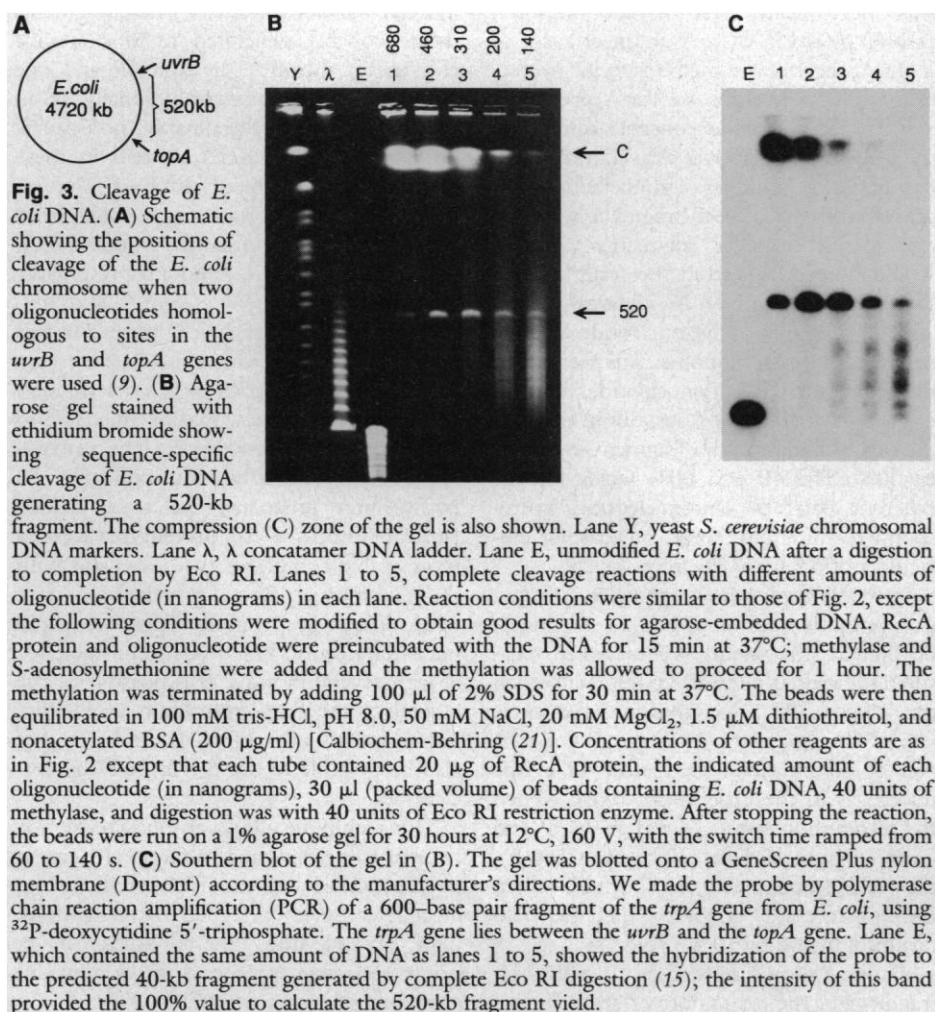 A
E.coli
4720 kb
uvrB
520kb
topA
B
680 460 310 200 140
Y λ E 1 2 3 4 5
C
520
C
E 1 2 3 4 5
Fig. 3. Cleavage of E.
coli DNA. (A) Schematic
showing the positions of
cleavage of the E. coli
chromosome when two
oligonucleotides homol-
ogous to sites in the
uvrB and topA genes
were used (9). (B) Aga-
rose gel stained with
ethidium bromide show-
ing sequence-specific
cleavage of E. coli DNA
generating a 520-kb
fragment. The compression (C) zone of the gel is also shown. Lane Y, yeast S. cerevisiae chromosomal
DNA markers. Lane λ, λ concatamer DNA ladder. Lane E, unmodified E. coli DNA after a digestion
to completion by Eco RI. Lanes 1 to 5, complete cleavage reactions with different amounts of
oligonucleotide (in nanograms) in each lane. Reaction conditions were similar to those of Fig. 2, except
the following conditions were modified to obtain good results for agarose-embedded DNA. RecA
protein and oligonucleotide were preincubated with the DNA for 15 min at 37°C; methylase and
S-adenosylmethionine were added and the methylation was allowed to proceed for 1 hour. The
methylation was terminated by adding 100 μl of 2% SDS for 30 min at 37°C. The beads were then
equilibrated in 100 mM tris-HCl, pH 8.0, 50 mM NaCl, 20 mM MgCl₂, 1.5 μM dithiothreitol, and
nonacetylated BSA (200 μg/ml) [Calbiochem-Behring (21)]. Concentrations of other reagents are as
in Fig. 2 except that each tube contained 20 μg of RecA protein, the indicated amount of each
oligonucleotide (in nanograms), 30 μl (packed volume) of beads containing E. coli DNA, 40 units of
methylase, and digestion was with 40 units of Eco RI restriction enzyme. After stopping the reaction,
the beads were run on a 1% agarose gel for 30 hours at 12°C, 160 V, with the switch time ramped from
60 to 140 s. (C) Southern blot of the gel in (B). The gel was blotted onto a GeneScreen Plus nylon
membrane (Dupont) according to the manufacturer's directions. We made the probe by polymerase
chain reaction amplification (PCR) of a 600–base pair fragment of the trpA gene from E. coli, using
³²P-deoxycytidine 5′-triphosphate. The trpA gene lies between the uvrB and the topA gene. Lane E,
which contained the same amount of DNA as lanes 1 to 5, showed the hybridization of the probe to
the predicted 40-kb fragment generated by complete Eco RI digestion (15); the intensity of this band
provided the 100% value to calculate the 520-kb fragment yield.